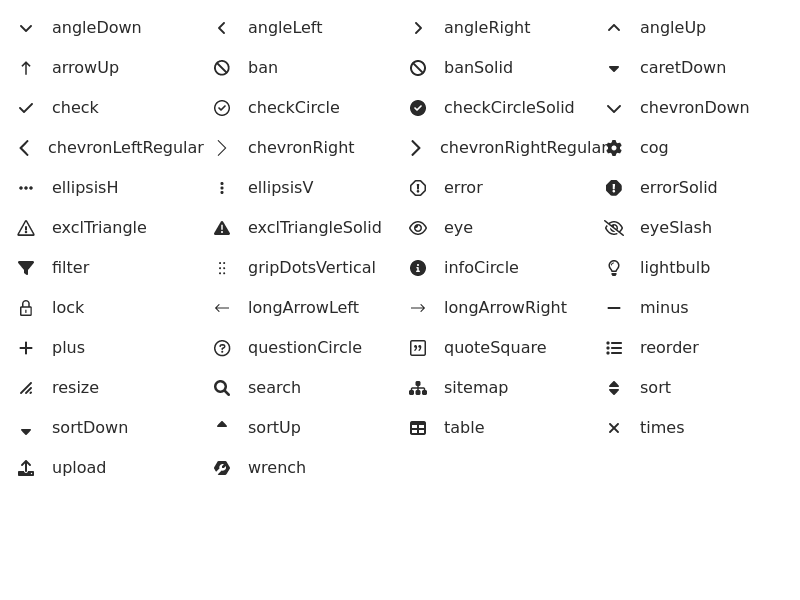 angleDown angleLeft angleRight angleUp
arrowUp ban banSolid caretDown
check checkCircle checkCircleSolid chevronDown
chevronLeftRegular chevronRight chevronRightRegular cog
ellipsisH ellipsisV error errorSolid
exclTriangle exclTriangleSolid eye eyeSlash
filter gripDotsVertical infoCircle lightbulb
lock longArrowLeft longArrowRight minus
plus questionCircle quoteSquare reorder
resize search sitemap sort
sortDown sortUp table times
upload wrench